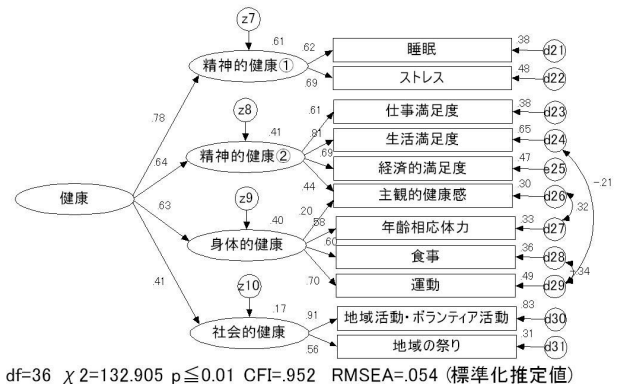 z7
.61
.62
.38
睡眠
d21
精神的健康①
.69
.48
ストレス
d22
.78
z8
.41
.61
.38
仕事満足度
d23
.81
.65
生活満足度
d24
精神的健康②
.69
.47
経済的満足度
e25
.64
.44
.30
主観的健康感
d26
-.21
健康
z9
.40
.20
.58
.33
年齢相応体力
d27
.32
.63
身体的健康
.60
.36
食事
d28
.70
.49
運動
d29
-.34
.41
z10
.17
.91
.83
地域活動・ボランティア活動
d30
社会的健康
.56
.31
地域の祭り
d31
df=36 χ2=132.905 p≦0.01 CFI=.952 RMSEA=.054 (標準化推定値)